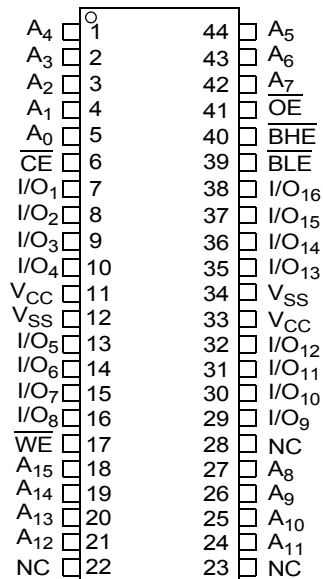 A4 1 44 A5
A3 2 43 A6
A2 3 42 A7
A1 4 41 OE
A0 5 40 BHE
CE 6 39 BLE
I/O1 7 38 I/O16
I/O2 8 37 I/O15
I/O3 9 36 I/O14
I/O4 10 35 I/O13
VCC 11 34 VSS
VSS 12 33 VCC
I/O5 13 32 I/O12
I/O6 14 31 I/O11
I/O7 15 30 I/O10
I/O8 16 29 I/O9
WE 17 28 NC
A15 18 27 A8
A14 19 26 A9
A13 20 25 A10
A12 21 24 A11
NC 22 23 NC